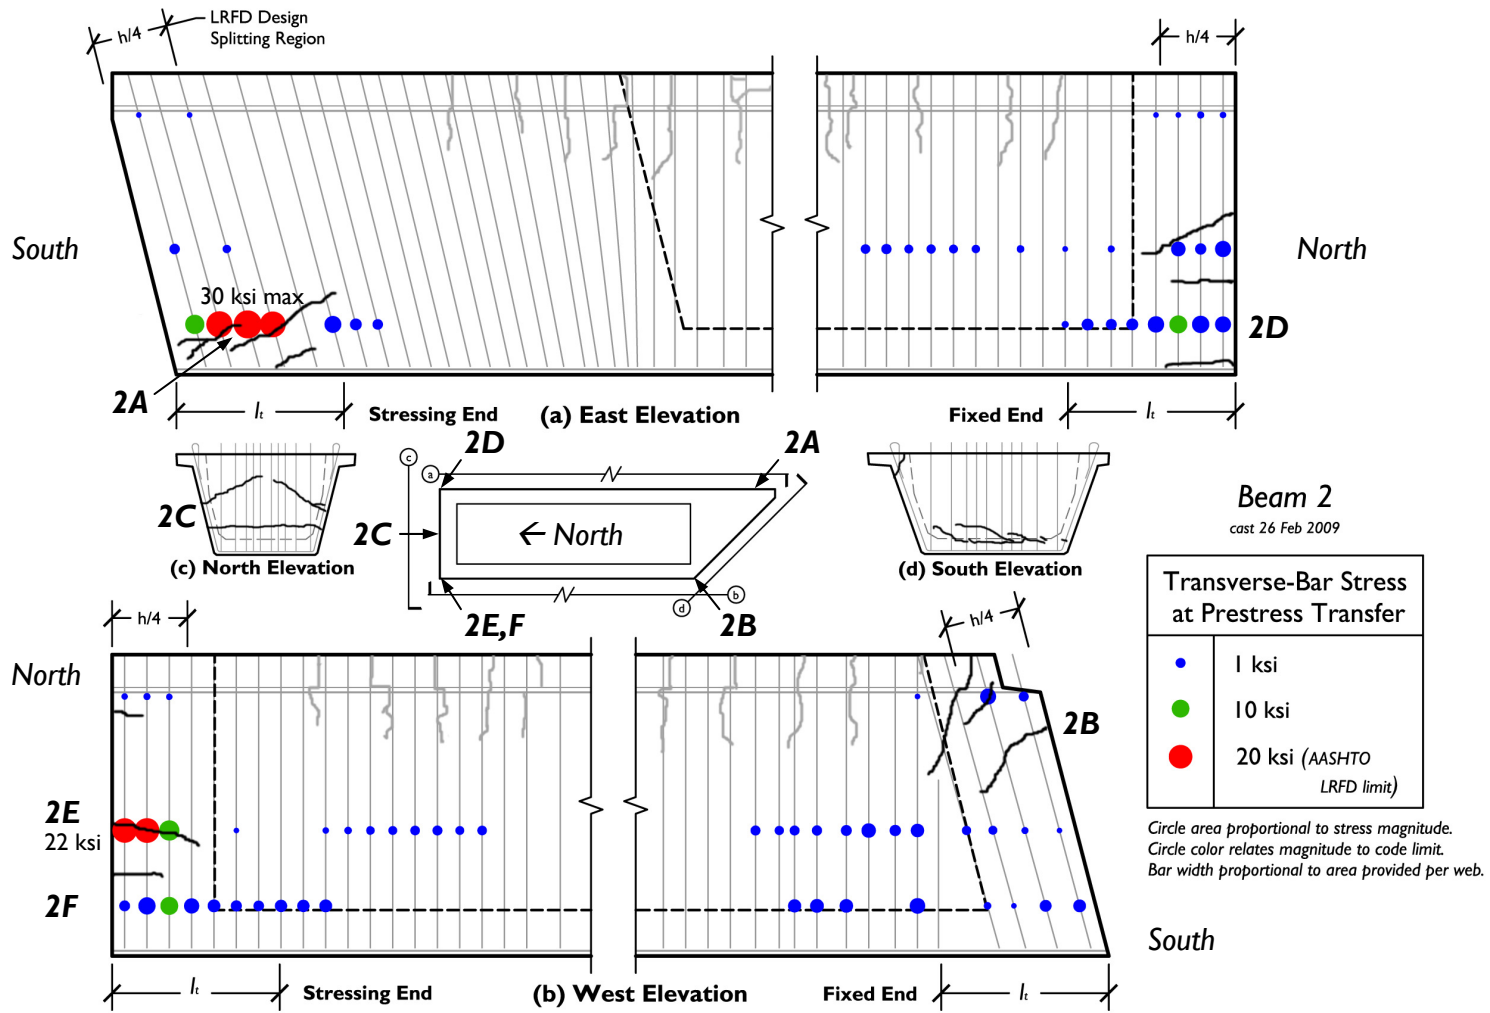 LRFD Design
Splitting Region
h/4
h/4
South
North
30 ksi max
2A
2D
lt
Stressing End
(a) East Elevation
Fixed End
lt
2D
2A
c
a
2C
2C
← North
(c) North Elevation
(d) South Elevation
d
b
2E,F
2B
Beam 2
cast 26 Feb 2009
Transverse-Bar Stress
at Prestress Transfer
1 ksi
10 ksi
20 ksi (AASHTO
LRFD limit)
Circle area proportional to stress magnitude.
Circle color relates magnitude to code limit.
Bar width proportional to area provided per web.
h/4
h/4
North
2B
2E
22 ksi
2F
South
lt
Stressing End
(b) West Elevation
Fixed End
lt